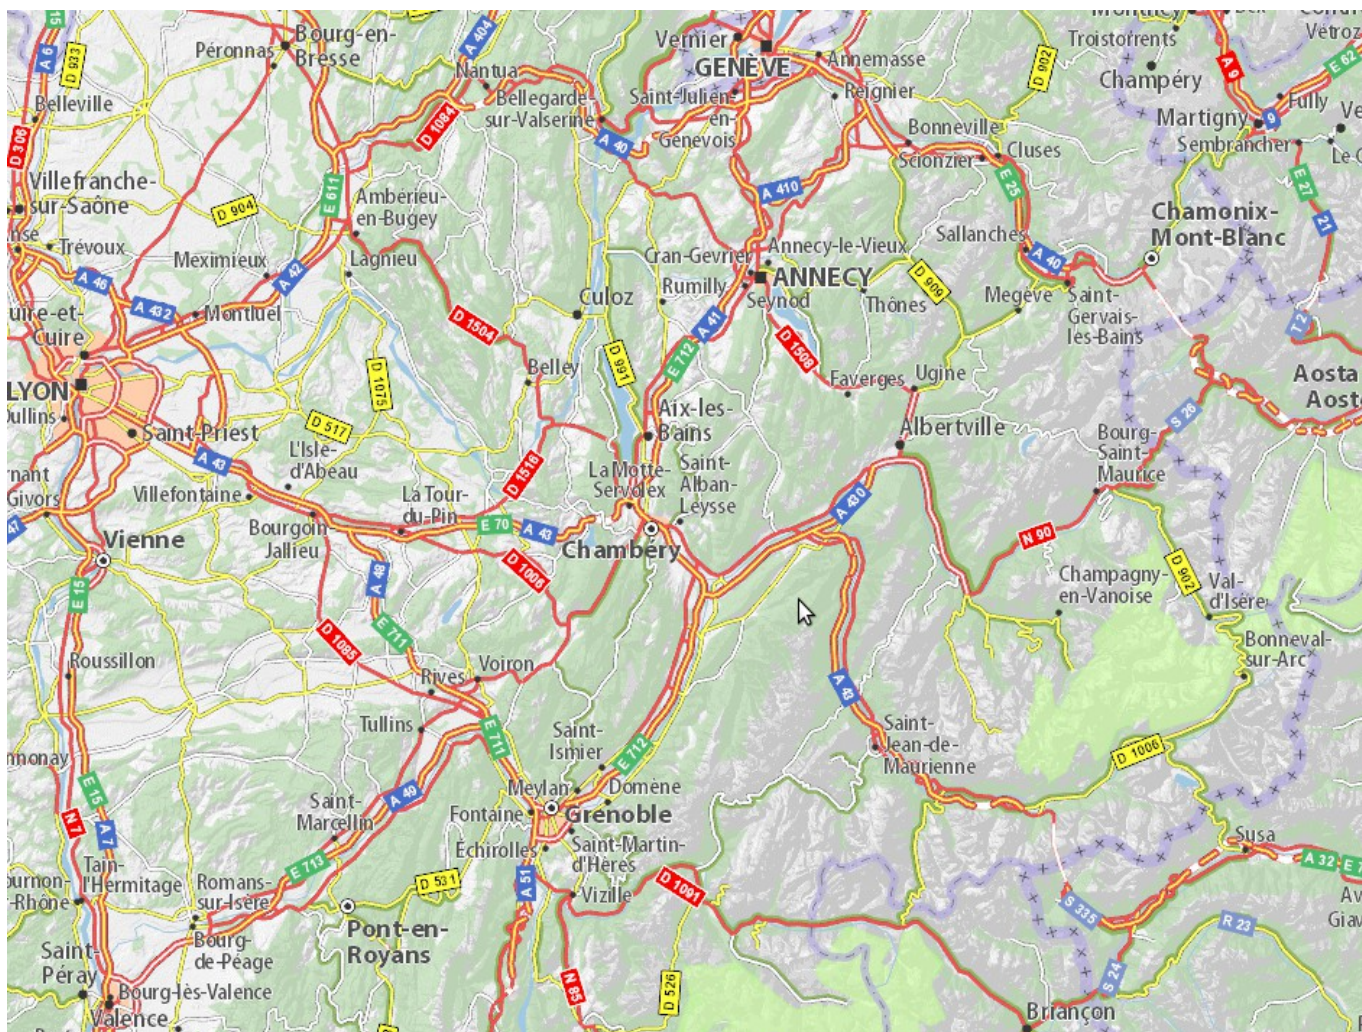 Bourg-en-
Bresse
Péronnas
A 404
A 6
D 933
Vernier
GENÈVE
Annemasse
D 902
Troistorrents
Champéry
A 9
E 62
Nantua
Bellegarde-
sur-Valserine
Saint-Julien-
en-
Genevois
Reignier
Belleville
D 306
D 1084
A 40
Bonneville
Scionzier
Cluses
Martigny
9
Fully
Sembrancher
Villefranche-
sur-Saône
D 904
E 611
Ambérieu-
en-Bugey
A 410
E 25
E 27
21
Chamonix-
Mont-Blanc
Trévoux
Meximieux
Lagnieu
A 42
Cran-Gevrier
Annecy-le-Vieux
Sallanches
A 40
A 46
A 432
Montluel
Culoz
Rumilly
ANNECY
Seynod
Thônes
D 909
Megève
Saint-
Gervais-
les-Bains
T 2
Cuire
LYON
D 1504
A 41
E 712
D 1508
D 991
Belley
D 1075
Faverges
Ugine
Aosta
S 26
D 517
Saint-Priest
Aix-les-
Bains
Albertville
Bourg-
Saint-
Maurice
A 43
L'Isle-
d'Abeau
D 1516
La Motte-
Servolex
Saint-
Alban-
Leysse
Givors
Villefontaine
La Tour-
du-Pin
A 430
47
Bourgoin
Jallieu
E 70
A 43
Chambéry
N 90
Vienne
D 1006
D 902
E 15
A 48
Champagny-
en-Vanoise
Val-
d'Isère
E 711
D 1085
Bonneval-
sur-Arc
Roussillon
Voiron
Rives
A 43
Tullins
E 711
Saint-
Ismier
E 712
Saint-
Jean-de-
Maurienne
D 1006
E 15
A 49
Meylan
Domène
N 7
A 7
Saint-
Marcellin
Fontaine
Grenoble
Susa
Échirolles
Saint-Martin-
d'Hères
A 32
Tain-
l'Hermitage
Romans-
sur-Isère
E 713
D 531
A 51
Vizille
D 1091
S 335
R 23
Pont-en-
Royans
Saint-
Péray
Bourg-
de-Péage
N 85
D 526
S 24
Bourg-lès-Valence
Valence
Briançon